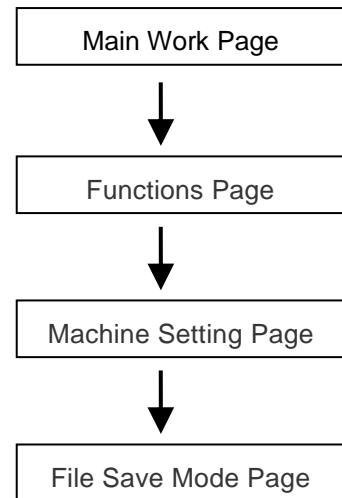 Main Work Page
Functions Page
Machine Setting Page
File Save Mode Page